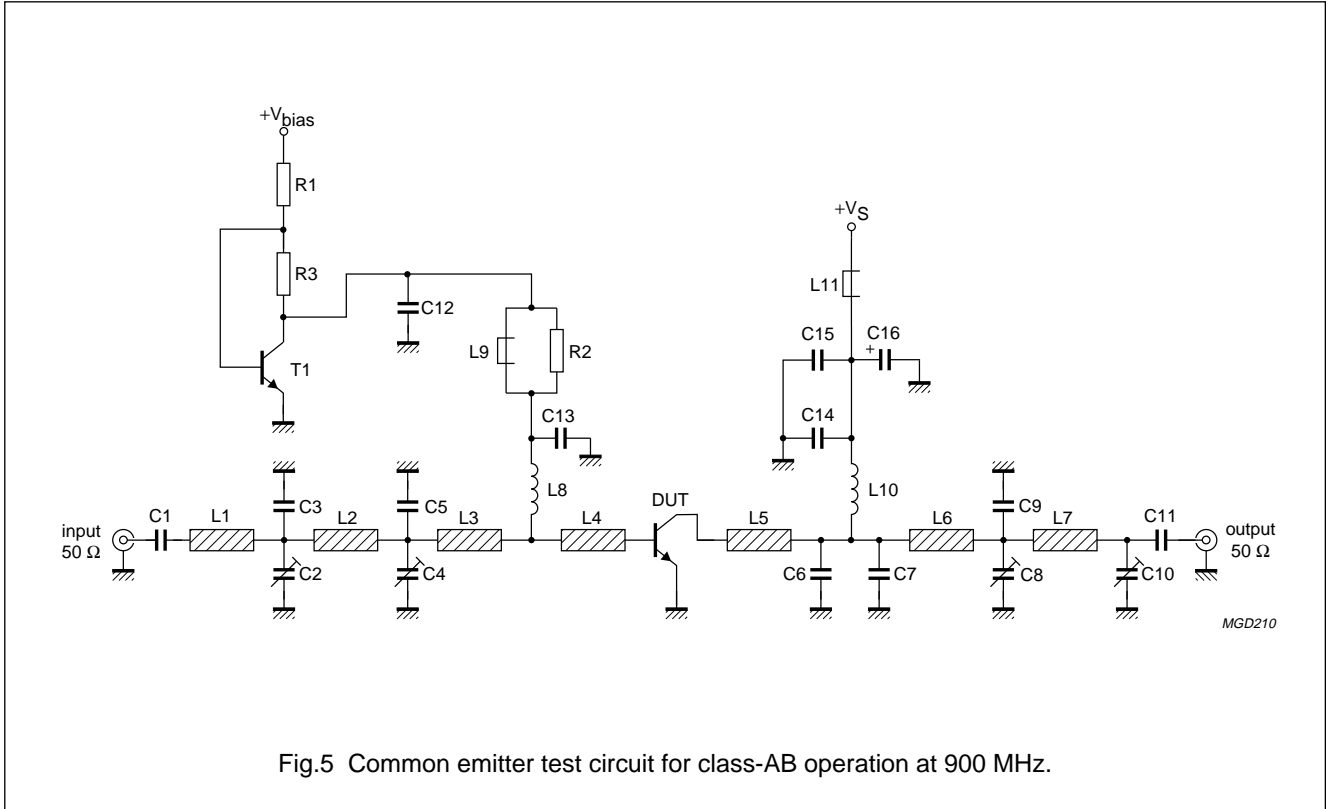 +Vbias
R1
+VS
R3
L11
C12
C15
C16
+
L9
R2
T1
C14
C13
L8
DUT
L10
C3
C5
C9
input
50 Ω
C1
L1
L2
L3
L4
L5
L6
L7
C11
output
50 Ω
C2
C4
C6
C7
C8
C10
MGD210
Fig.5 Common emitter test circuit for class-AB operation at 900 MHz.